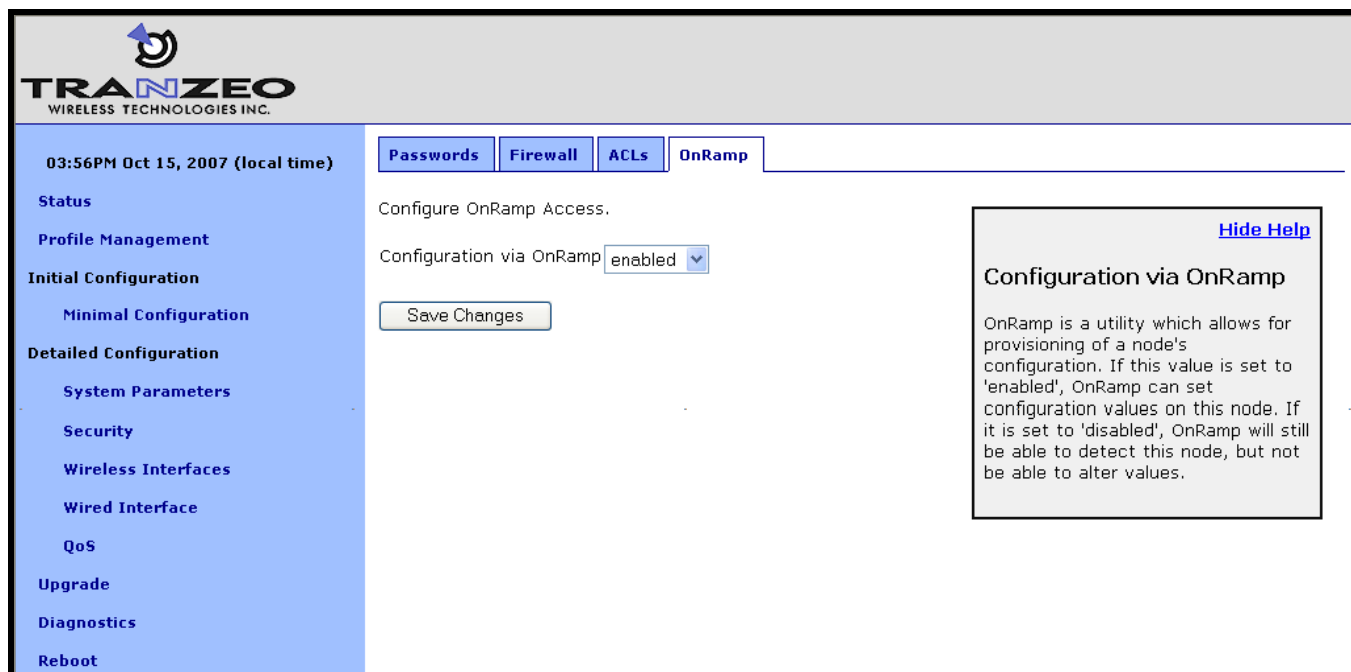 TRANZEO
WIRELESS TECHNOLOGIES INC.
03:56PM Oct 15, 2007 (local time)
Status
Profile Management
Initial Configuration
Minimal Configuration
Detailed Configuration
System Parameters
Security
Wireless Interfaces
Wired Interface
QoS
Upgrade
Diagnostics
Reboot
Passwords
Firewall
ACLs
OnRamp
Configure OnRamp Access.
Configuration via OnRamp enabled
Save Changes
Hide Help
Configuration via OnRamp
OnRamp is a utility which allows for
provisioning of a node's
configuration. If this value is set to
'enabled', OnRamp can set
configuration values on this node. If
it is set to 'disabled', OnRamp will still
be able to detect this node, but not
be able to alter values.